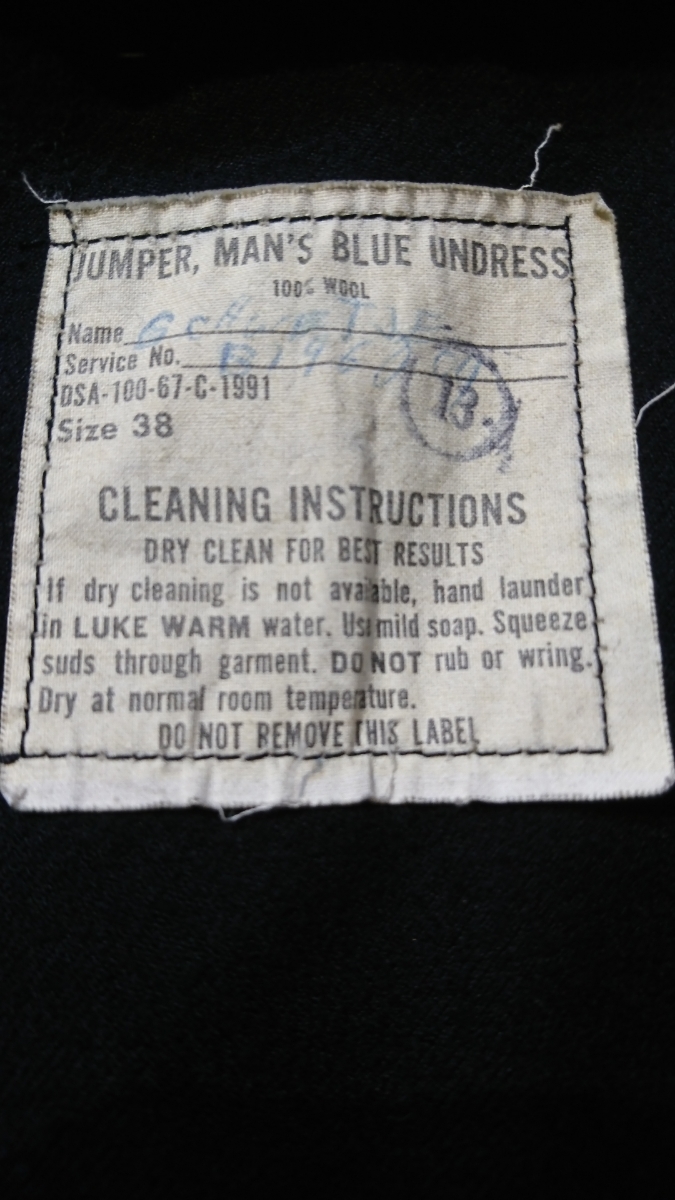 JUMPER, MAN'S BLUE UNDRESS
100% WOOL
Name
Service No.
DSA-100-67-C-1991
13.
Size 38
CLEANING INSTRUCTIONS
DRY CLEAN FOR BEST RESULTS
If dry cleaning is not available, hand launder
in LUKE WARM water. Use mild soap. Squeeze
suds through garment. DO NOT rub or wring.
Dry at normal room temperature.
DO NOT REMOVE THIS LABEL